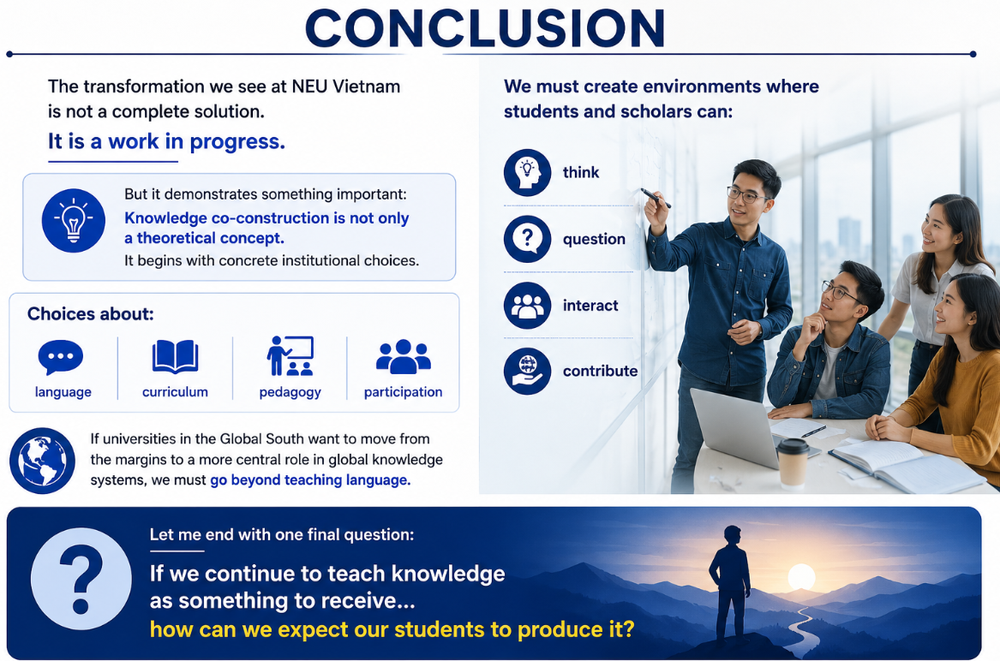 CONCLUSION
The transformation we see at NEU Vietnam
is not a complete solution.
It is a work in progress.
But it demonstrates something important:
Knowledge co-construction is not only
a theoretical concept.
It begins with concrete institutional choices.
Choices about:
language
curriculum
pedagogy
participation
If universities in the Global South want to move from
the margins to a more central role in global knowledge
systems, we must go beyond teaching language.
We must create environments where
students and scholars can:
think
question
interact
contribute
Let me end with one final question:
If we continue to teach knowledge
as something to receive...
how can we expect our students to produce it?